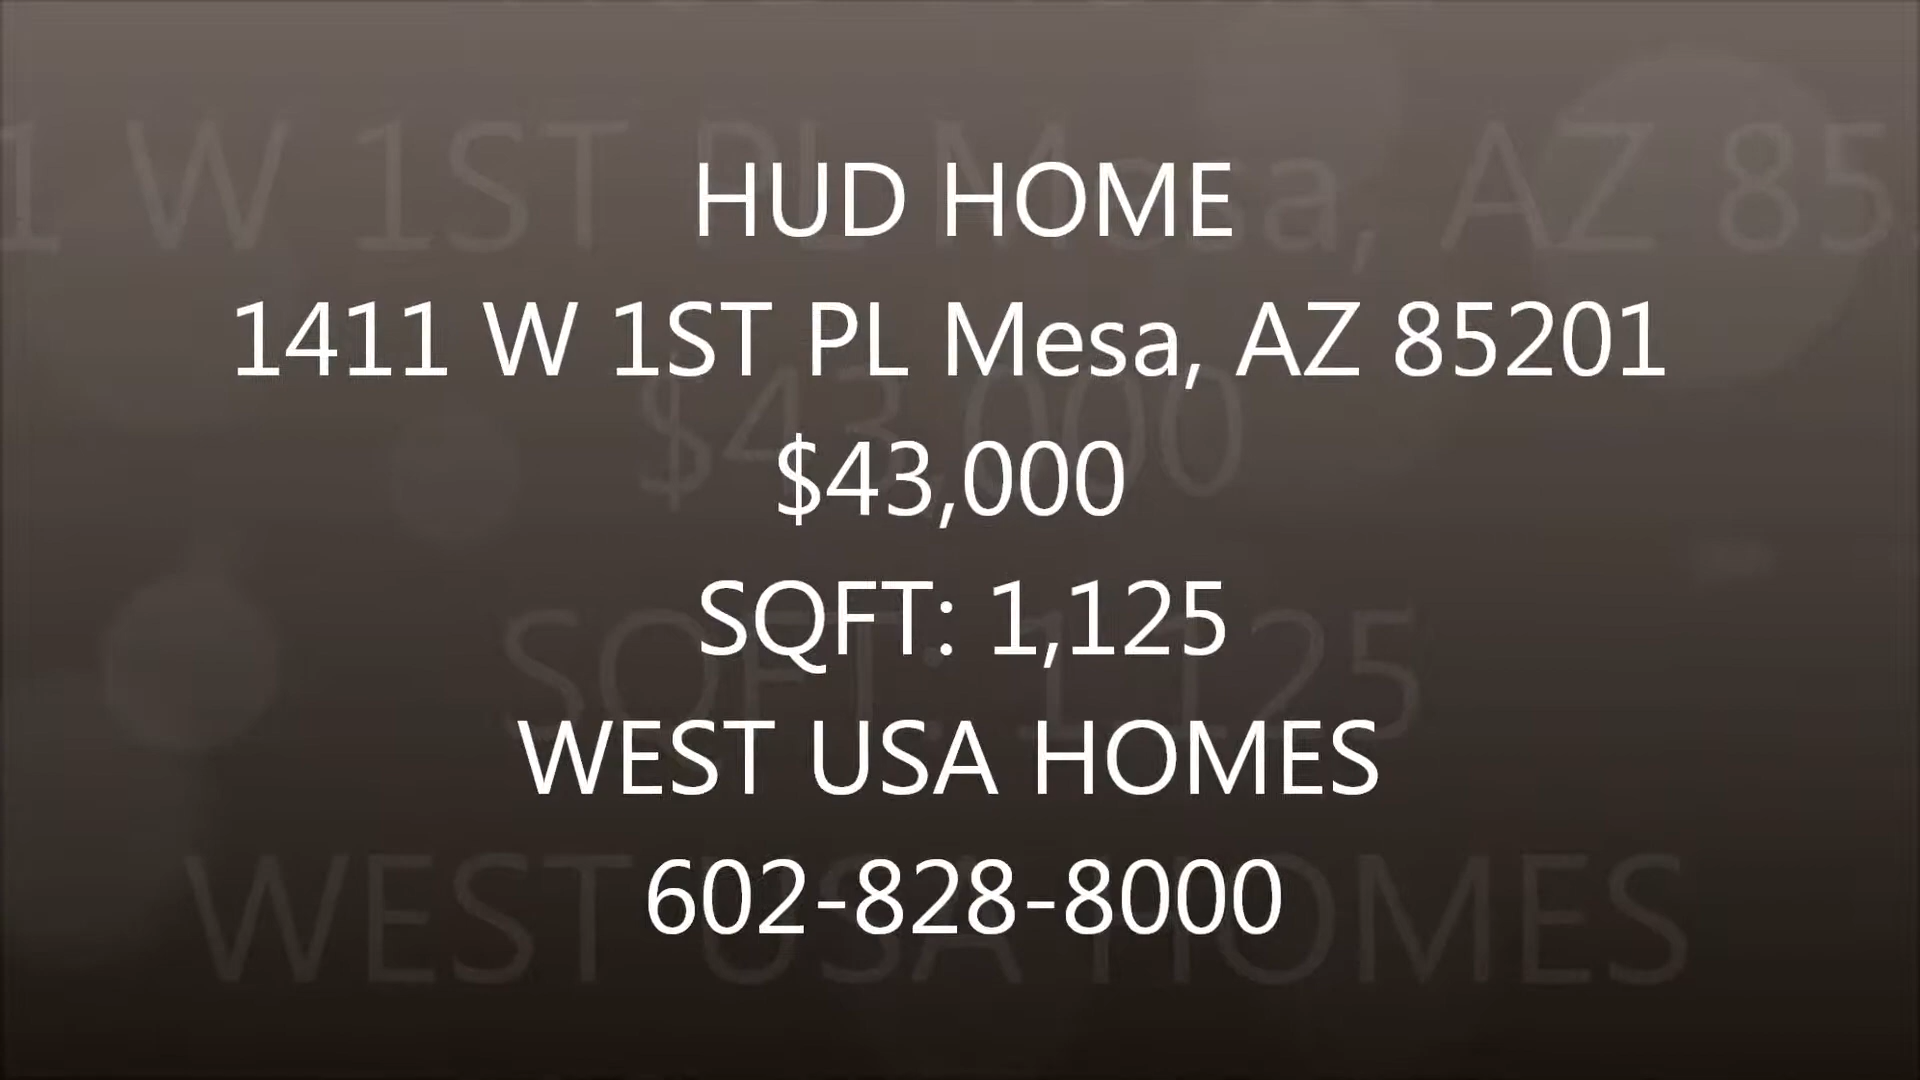 HUD HOME
1411 W 1ST PL Mesa, AZ 85201
$43,000
SQFT: 1,125
WEST USA HOMES
602-828-8000